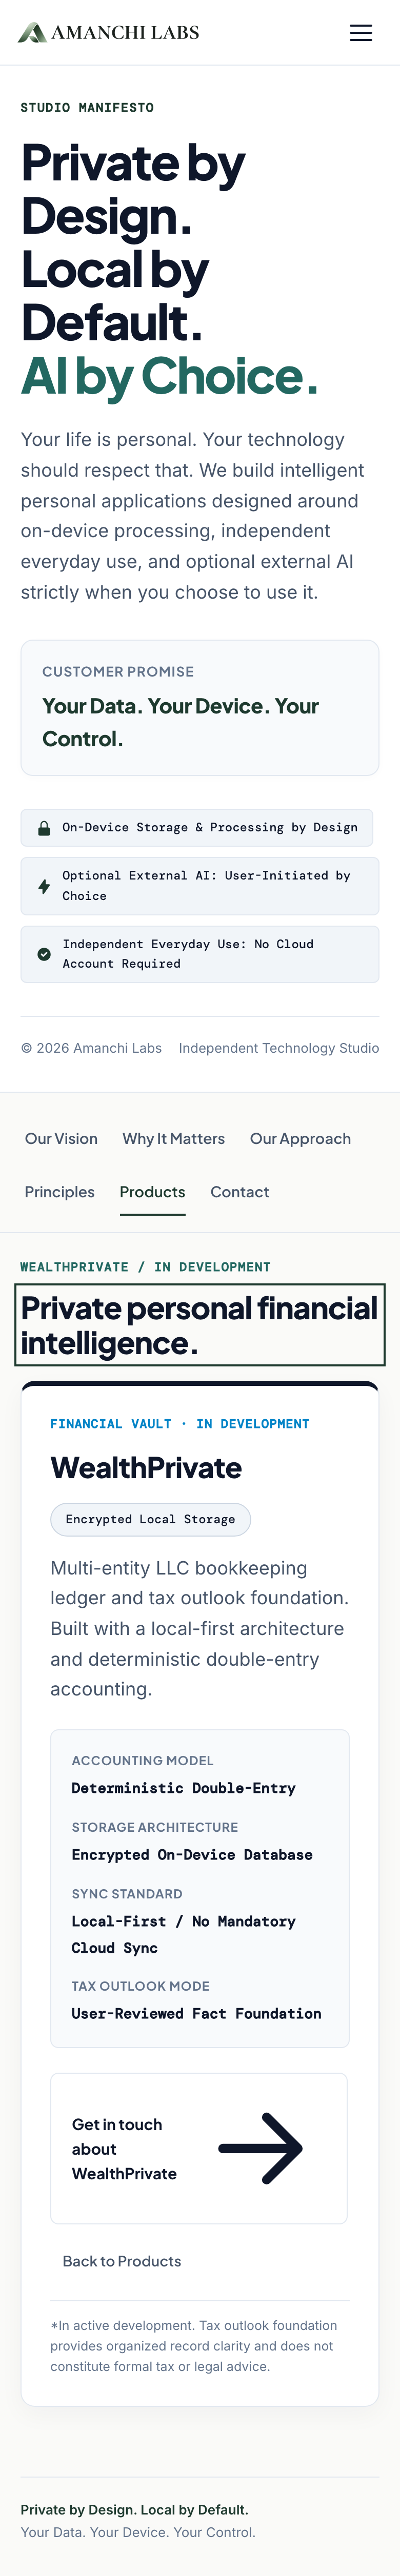 AMANCHI LABS
STUDIO MANIFESTO
Private by
Design.
Local by
Default.
AI by Choice.
Your life is personal. Your technology
should respect that. We build intelligent
personal applications designed around
on-device processing, independent
everyday use, and optional external AI
strictly when you choose to use it.
CUSTOMER PROMISE
Your Data. Your Device. Your
Control.
On-Device Storage & Processing by Design
Optional External AI: User-Initiated by
Choice
Independent Everyday Use: No Cloud
Account Required
© 2026 Amanchi Labs Independent Technology Studio
Our Vision Why It Matters Our Approach
Principles Products Contact
WEALTHPRIVATE / IN DEVELOPMENT
Private personal financial
intelligence.
FINANCIAL VAULT · IN DEVELOPMENT
WealthPrivate
Encrypted Local Storage
Multi-entity LLC bookkeeping
ledger and tax outlook foundation.
Built with a local-first architecture
and deterministic double-entry
accounting.
ACCOUNTING MODEL
Deterministic Double-Entry
STORAGE ARCHITECTURE
Encrypted On-Device Database
SYNC STANDARD
Local-First / No Mandatory
Cloud Sync
TAX OUTLOOK MODE
User-Reviewed Fact Foundation
Get in touch
about
WealthPrivate
Back to Products
*In active development. Tax outlook foundation
provides organized record clarity and does not
constitute formal tax or legal advice.
Private by Design. Local by Default.
Your Data. Your Device. Your Control.